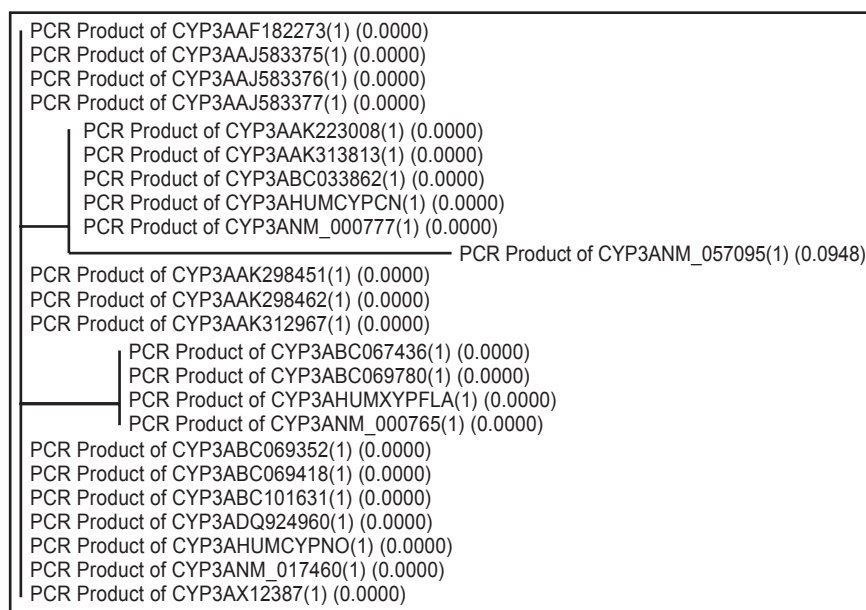 PCR Product of CYP3AAF182273(1) (0.0000)
PCR Product of CYP3AAJ583375(1) (0.0000)
PCR Product of CYP3AAJ583376(1) (0.0000)
PCR Product of CYP3AAJ583377(1) (0.0000)
PCR Product of CYP3AAK223008(1) (0.0000)
PCR Product of CYP3AAK313813(1) (0.0000)
PCR Product of CYP3ABC033862(1) (0.0000)
PCR Product of CYP3AHUMCYPCN(1) (0.0000)
PCR Product of CYP3ANM_000777(1) (0.0000)
PCR Product of CYP3ANM_057095(1) (0.0948)
PCR Product of CYP3AAK298451(1) (0.0000)
PCR Product of CYP3AAK298462(1) (0.0000)
PCR Product of CYP3AAK312967(1) (0.0000)
PCR Product of CYP3ABC067436(1) (0.0000)
PCR Product of CYP3ABC069780(1) (0.0000)
PCR Product of CYP3AHUMXYPFLA(1) (0.0000)
PCR Product of CYP3ANM_000765(1) (0.0000)
PCR Product of CYP3ABC069352(1) (0.0000)
PCR Product of CYP3ABC069418(1) (0.0000)
PCR Product of CYP3ABC101631(1) (0.0000)
PCR Product of CYP3ADQ924960(1) (0.0000)
PCR Product of CYP3AHUMCYPNO(1) (0.0000)
PCR Product of CYP3ANM_017460(1) (0.0000)
PCR Product of CYP3AX12387(1) (0.0000)